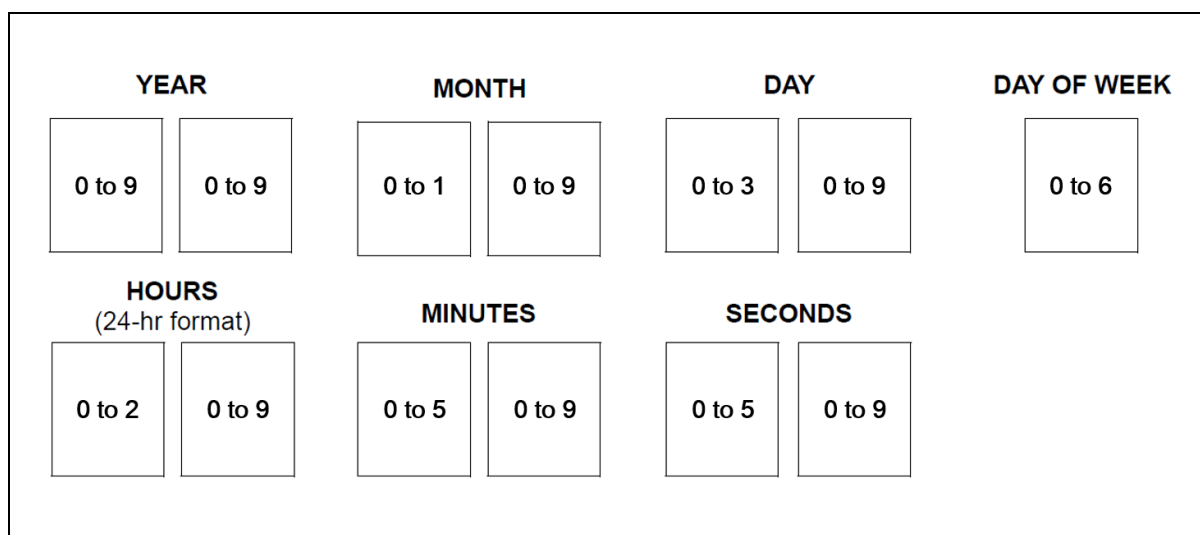 YEAR MONTH DAY DAY OF WEEK
0 to 9 0 to 9 0 to 1 0 to 9 0 to 3 0 to 9 0 to 6
HOURS
(24-hr format) MINUTES SECONDS
0 to 2 0 to 9 0 to 5 0 to 9 0 to 5 0 to 9